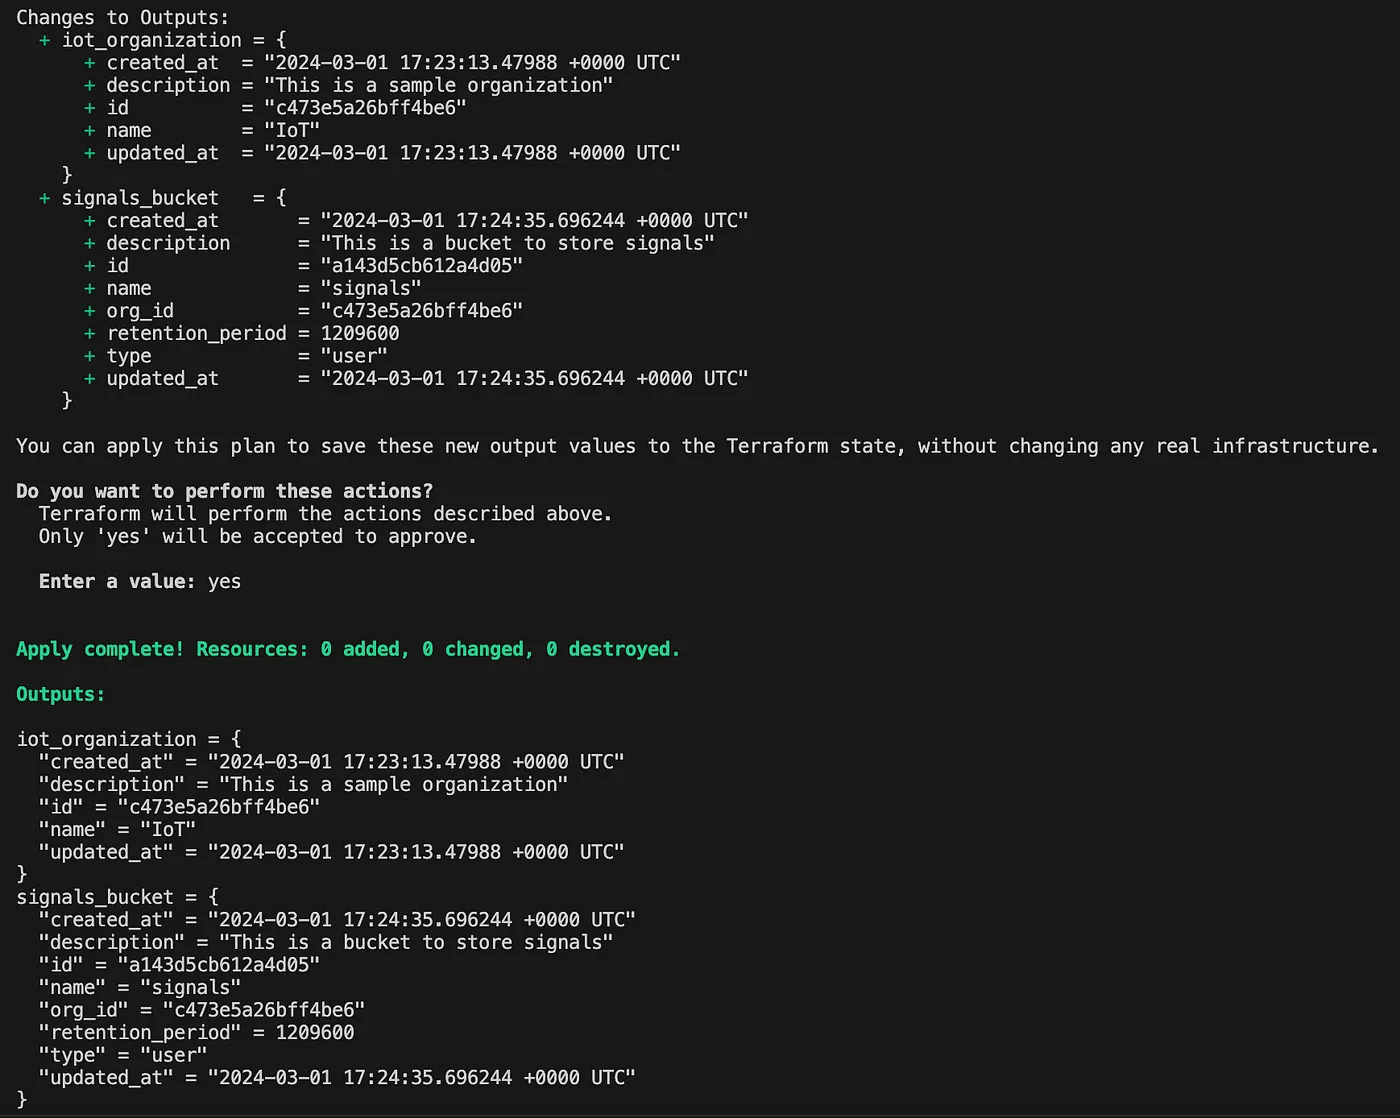 Changes to Outputs:
  + iot_organization = {
      + created_at  = "2024-03-01 17:23:13.47988 +0000 UTC"
      + description = "This is a sample organization"
      + id          = "c473e5a26bff4be6"
      + name        = "IoT"
      + updated_at  = "2024-03-01 17:23:13.47988 +0000 UTC"
    }
  + signals_bucket   = {
      + created_at       = "2024-03-01 17:24:35.696244 +0000 UTC"
      + description      = "This is a bucket to store signals"
      + id               = "a143d5cb612a4d05"
      + name             = "signals"
      + org_id           = "c473e5a26bff4be6"
      + retention_period = 1209600
      + type             = "user"
      + updated_at       = "2024-03-01 17:24:35.696244 +0000 UTC"
    }

You can apply this plan to save these new output values to the Terraform state, without changing any real infrastructure.

Do you want to perform these actions?
  Terraform will perform the actions described above.
  Only 'yes' will be accepted to approve.

  Enter a value: yes


Apply complete! Resources: 0 added, 0 changed, 0 destroyed.

Outputs:

iot_organization = {
  "created_at" = "2024-03-01 17:23:13.47988 +0000 UTC"
  "description" = "This is a sample organization"
  "id" = "c473e5a26bff4be6"
  "name" = "IoT"
  "updated_at" = "2024-03-01 17:23:13.47988 +0000 UTC"
}
signals_bucket = {
  "created_at" = "2024-03-01 17:24:35.696244 +0000 UTC"
  "description" = "This is a bucket to store signals"
  "id" = "a143d5cb612a4d05"
  "name" = "signals"
  "org_id" = "c473e5a26bff4be6"
  "retention_period" = 1209600
  "type" = "user"
  "updated_at" = "2024-03-01 17:24:35.696244 +0000 UTC"
}